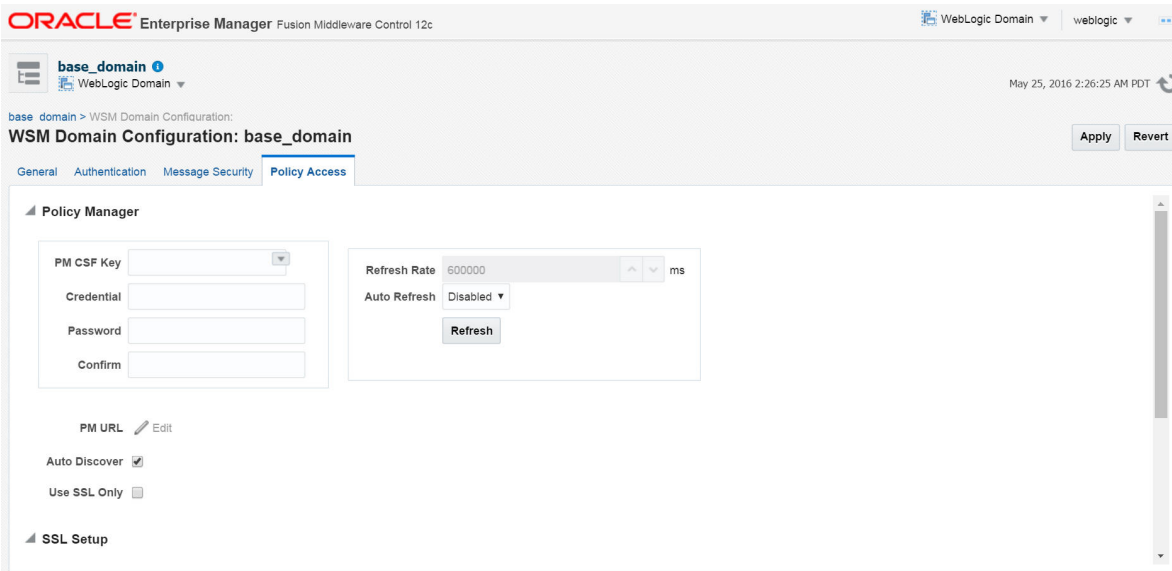 ORACLE® Enterprise Manager Fusion Middleware Control 12c
WebLogic Domain weblogic
base_domain
WebLogic Domain
May 25, 2016 2:26:25 AM PDT
base_domain > WSM Domain Configuration:
WSM Domain Configuration: base_domain
Apply Revert
General Authentication Message Security Policy Access
Policy Manager
PM CSF Key
Credential
Password
Confirm
Refresh Rate 600000 ms
Auto Refresh Disabled
Refresh
PM URL Edit
Auto Discover
Use SSL Only
SSL Setup